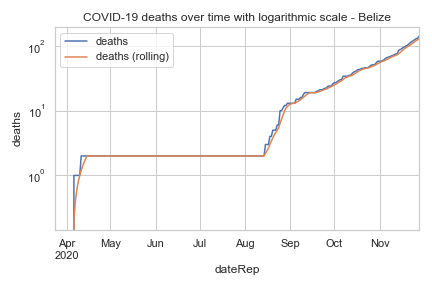 COVID-19 deaths over time with logarithmic scale - Belize
deaths
deaths (rolling)
10²
10¹
10⁰
deaths
Apr
2020
May
Jun
Jul
Aug
Sep
Oct
Nov
dateRep